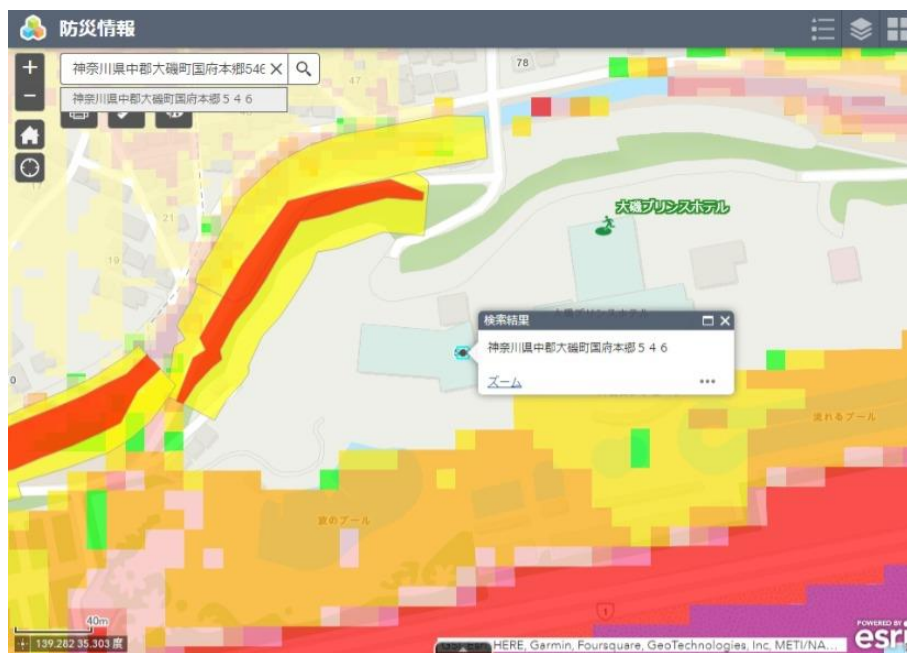 防災情報
神奈川県中郡大磯町国府本郷546
神奈川県中郡大磯町国府本郷５４６
47
78
21
19
大磯プリンスホテル
検索結果
神奈川県中郡大磯町国府本郷５４６
ズーム
流れるプール
波のプール
1
40m
139.282 35.303 度
HERE, Garmin, Foursquare, GeoTechnologies, Inc, METI/NA...
POWERED BY
esri